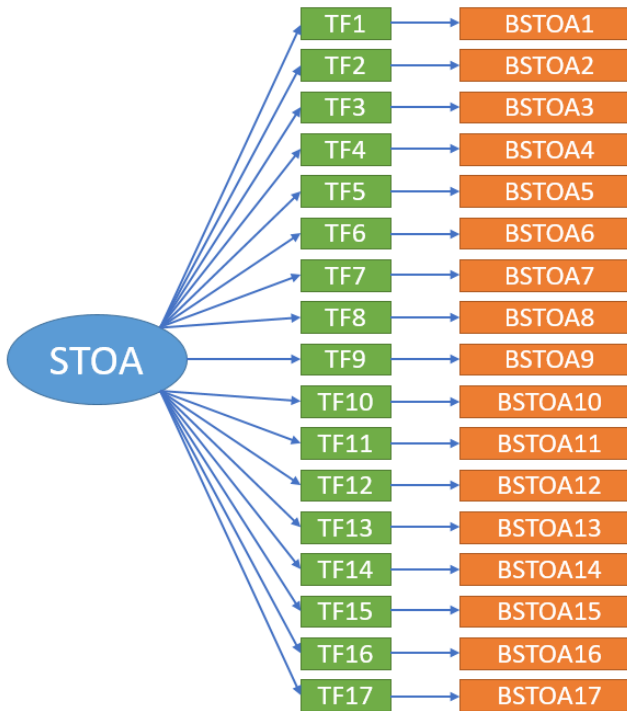 TF1 BSTOA1
TF2 BSTOA2
TF3 BSTOA3
TF4 BSTOA4
TF5 BSTOA5
TF6 BSTOA6
TF7 BSTOA7
TF8 BSTOA8
STOA TF9 BSTOA9
TF10 BSTOA10
TF11 BSTOA11
TF12 BSTOA12
TF13 BSTOA13
TF14 BSTOA14
TF15 BSTOA15
TF16 BSTOA16
TF17 BSTOA17